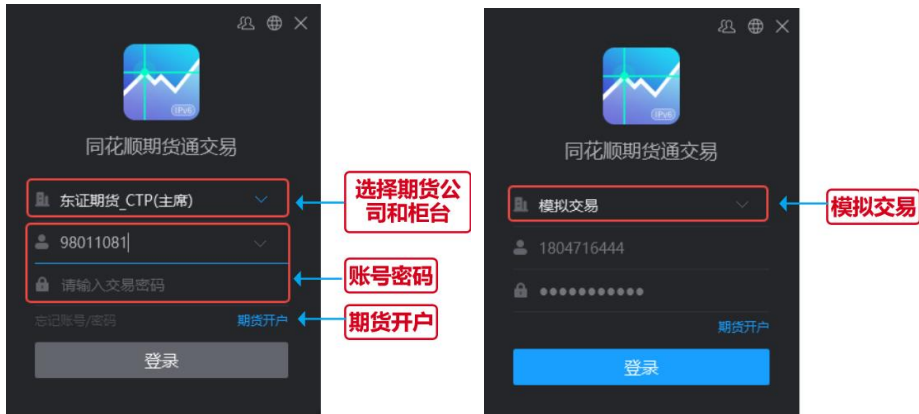 IPv6
同花顺期货通交易
东证期货_CTP(主席)
98011081
请输入交易密码
忘记账号/密码
期货开户
登录
选择期货公
司和柜台
账号密码
期货开户
IPv6
同花顺期货通交易
模拟交易
1804716444
期货开户
登录
模拟交易